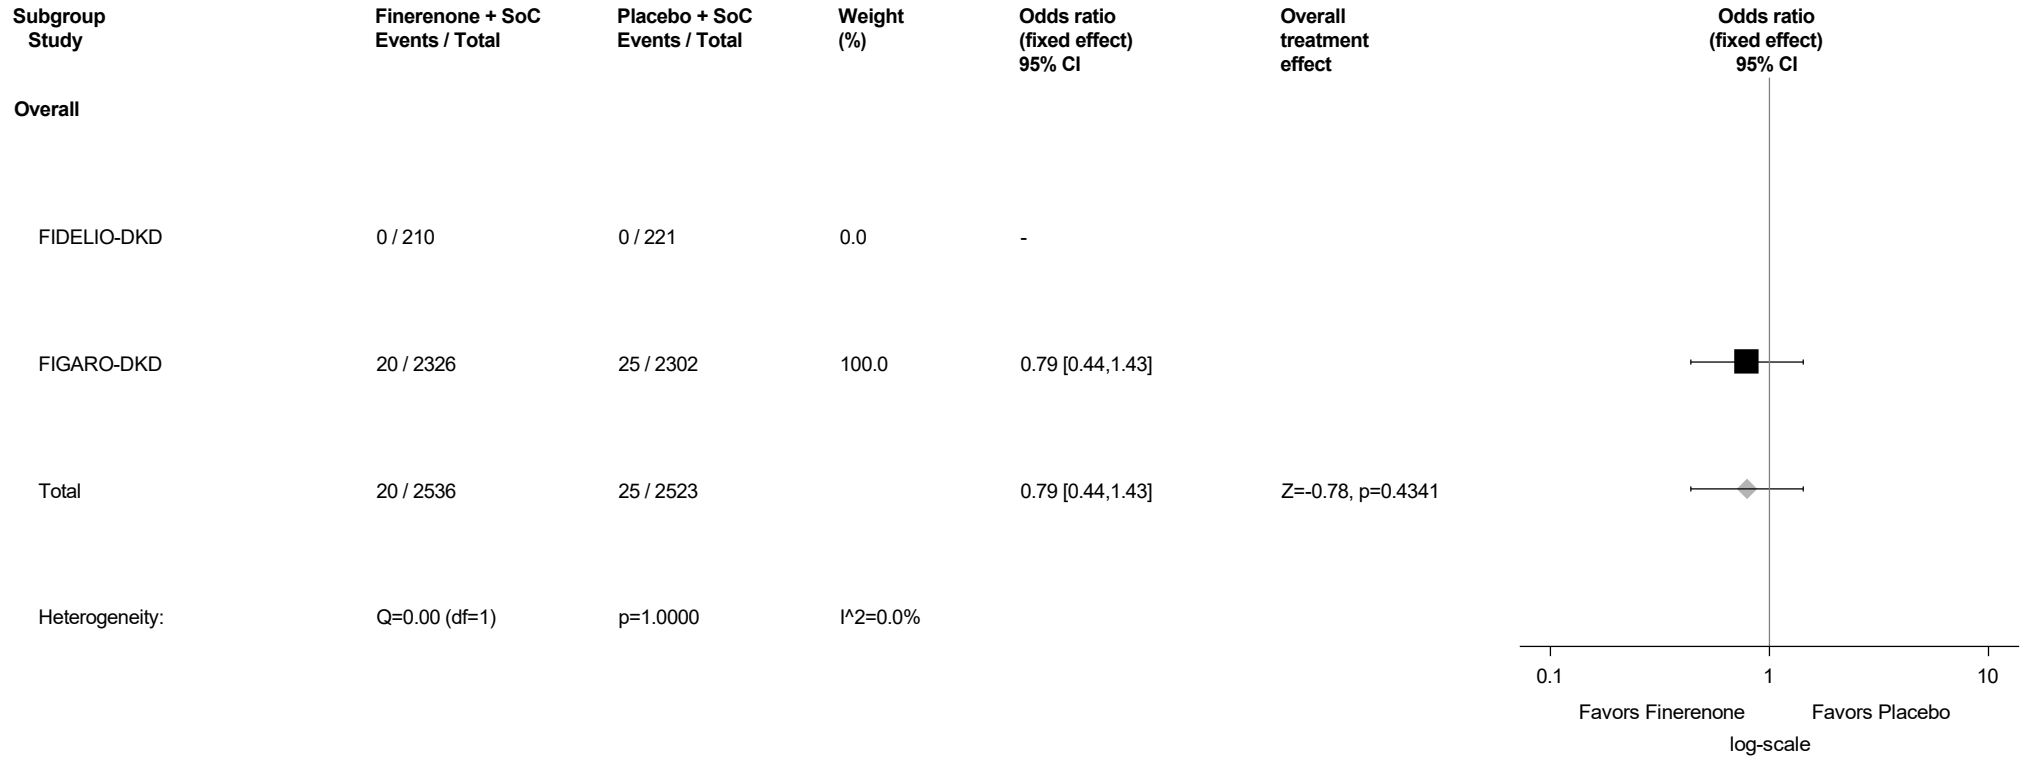 Subgroup Finerenone + SoC Placebo + SoC Weight Odds ratio Overall Odds ratio
Study Events / Total Events / Total (%) (fixed effect) treatment (fixed effect)
95% CI effect 95% CI
Overall
FIDELIO-DKD 0 / 210 0 / 221 0.0 -
FIGARO-DKD 20 / 2326 25 / 2302 100.0 0.79 [0.44,1.43]
Total 20 / 2536 25 / 2523 0.79 [0.44,1.43] Z=-0.78, p=0.4341
Heterogeneity: Q=0.00 (df=1) p=1.0000 I^2=0.0%
0.1 1 10
Favors Finerenone Favors Placebo
log-scale